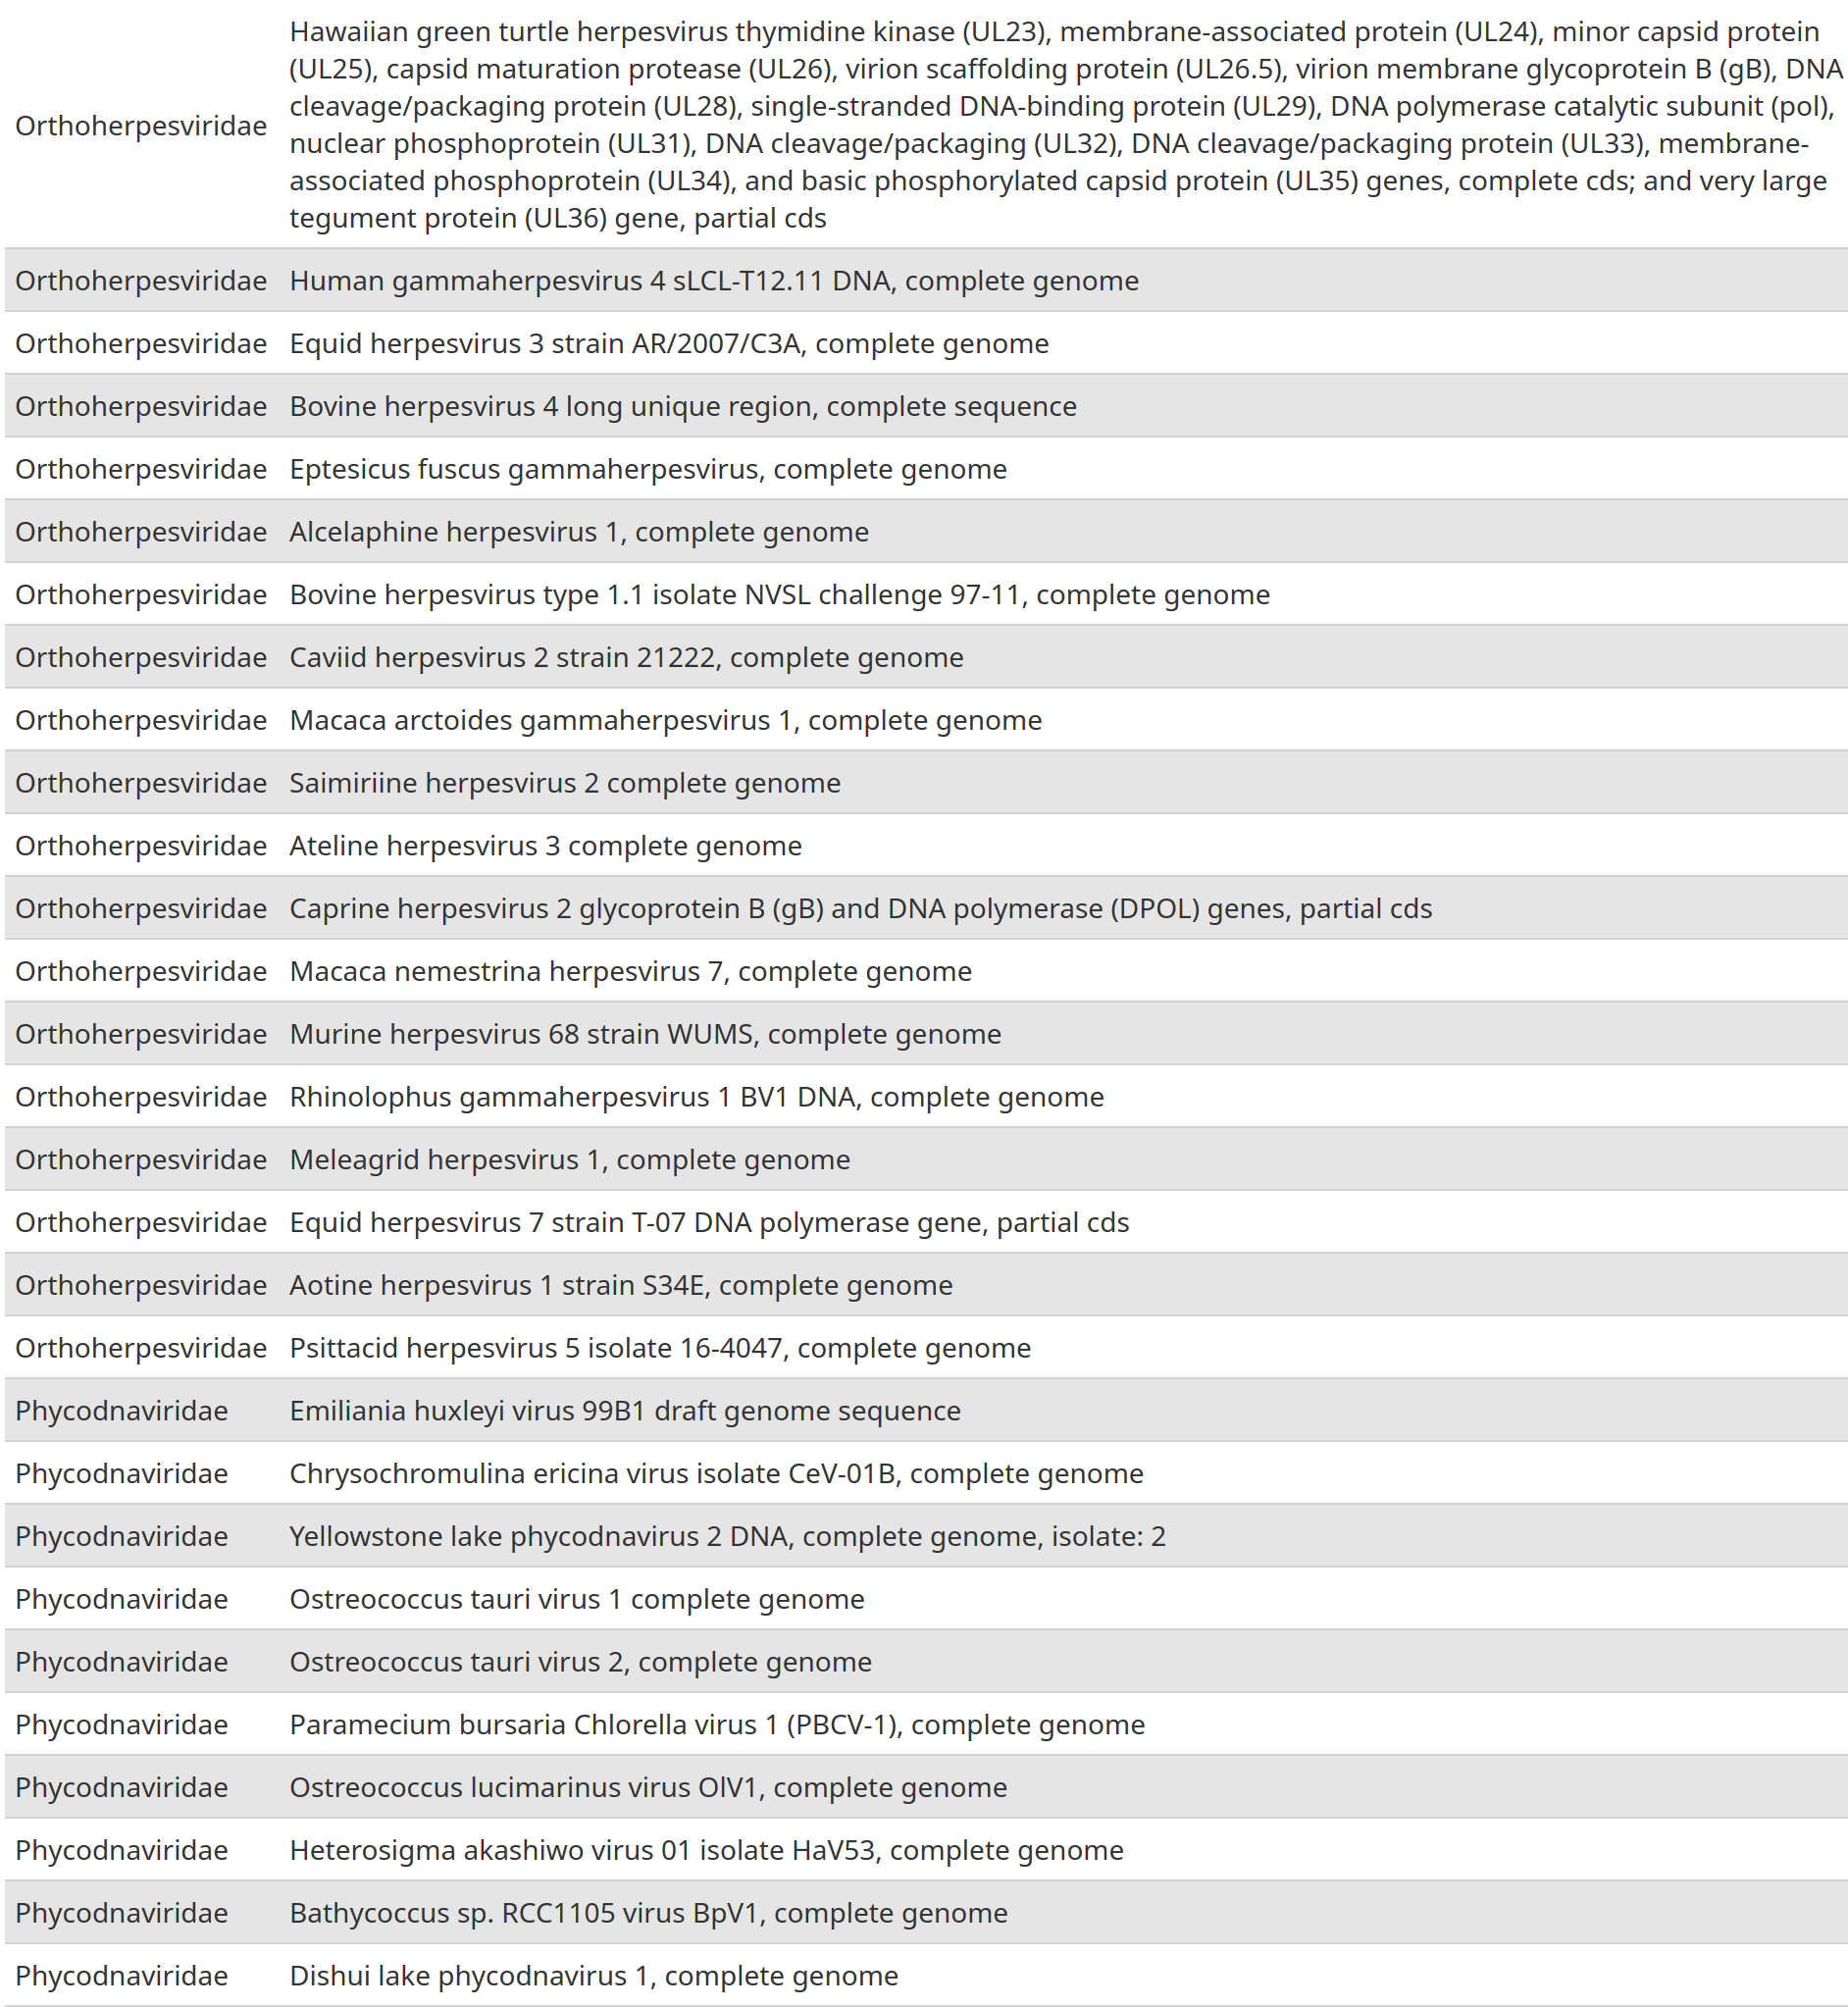 Orthoherpesviridae Hawaiian green turtle herpesvirus thymidine kinase (UL23), membrane-associated protein (UL24), minor capsid protein
(UL25), capsid maturation protease (UL26), virion scaffolding protein (UL26.5), virion membrane glycoprotein B (gB), DNA
cleavage/packaging protein (UL28), single-stranded DNA-binding protein (UL29), DNA polymerase catalytic subunit (pol),
nuclear phosphoprotein (UL31), DNA cleavage/packaging (UL32), DNA cleavage/packaging protein (UL33), membrane-
associated phosphoprotein (UL34), and basic phosphorylated capsid protein (UL35) genes, complete cds; and very large
tegument protein (UL36) gene, partial cds
Orthoherpesviridae Human gammaherpesvirus 4 sLCL-T12.11 DNA, complete genome
Orthoherpesviridae Equid herpesvirus 3 strain AR/2007/C3A, complete genome
Orthoherpesviridae Bovine herpesvirus 4 long unique region, complete sequence
Orthoherpesviridae Eptesicus fuscus gammaherpesvirus, complete genome
Orthoherpesviridae Alcelaphine herpesvirus 1, complete genome
Orthoherpesviridae Bovine herpesvirus type 1.1 isolate NVSL challenge 97-11, complete genome
Orthoherpesviridae Caviid herpesvirus 2 strain 21222, complete genome
Orthoherpesviridae Macaca arctoides gammaherpesvirus 1, complete genome
Orthoherpesviridae Saimiriine herpesvirus 2 complete genome
Orthoherpesviridae Ateline herpesvirus 3 complete genome
Orthoherpesviridae Caprine herpesvirus 2 glycoprotein B (gB) and DNA polymerase (DPOL) genes, partial cds
Orthoherpesviridae Macaca nemestrina herpesvirus 7, complete genome
Orthoherpesviridae Murine herpesvirus 68 strain WUMS, complete genome
Orthoherpesviridae Rhinolophus gammaherpesvirus 1 BV1 DNA, complete genome
Orthoherpesviridae Meleagrid herpesvirus 1, complete genome
Orthoherpesviridae Equid herpesvirus 7 strain T-07 DNA polymerase gene, partial cds
Orthoherpesviridae Aotine herpesvirus 1 strain S34E, complete genome
Orthoherpesviridae Psittacid herpesvirus 5 isolate 16-4047, complete genome
Phycodnaviridae Emiliania huxleyi virus 99B1 draft genome sequence
Phycodnaviridae Chrysochromulina ericina virus isolate CeV-01B, complete genome
Phycodnaviridae Yellowstone lake phycodnavirus 2 DNA, complete genome, isolate: 2
Phycodnaviridae Ostreococcus tauri virus 1 complete genome
Phycodnaviridae Ostreococcus tauri virus 2, complete genome
Phycodnaviridae Paramecium bursaria Chlorella virus 1 (PBCV-1), complete genome
Phycodnaviridae Ostreococcus lucimarinus virus OlV1, complete genome
Phycodnaviridae Heterosigma akashiwo virus 01 isolate HaV53, complete genome
Phycodnaviridae Bathycoccus sp. RCC1105 virus BpV1, complete genome
Phycodnaviridae Dishui lake phycodnavirus 1, complete genome